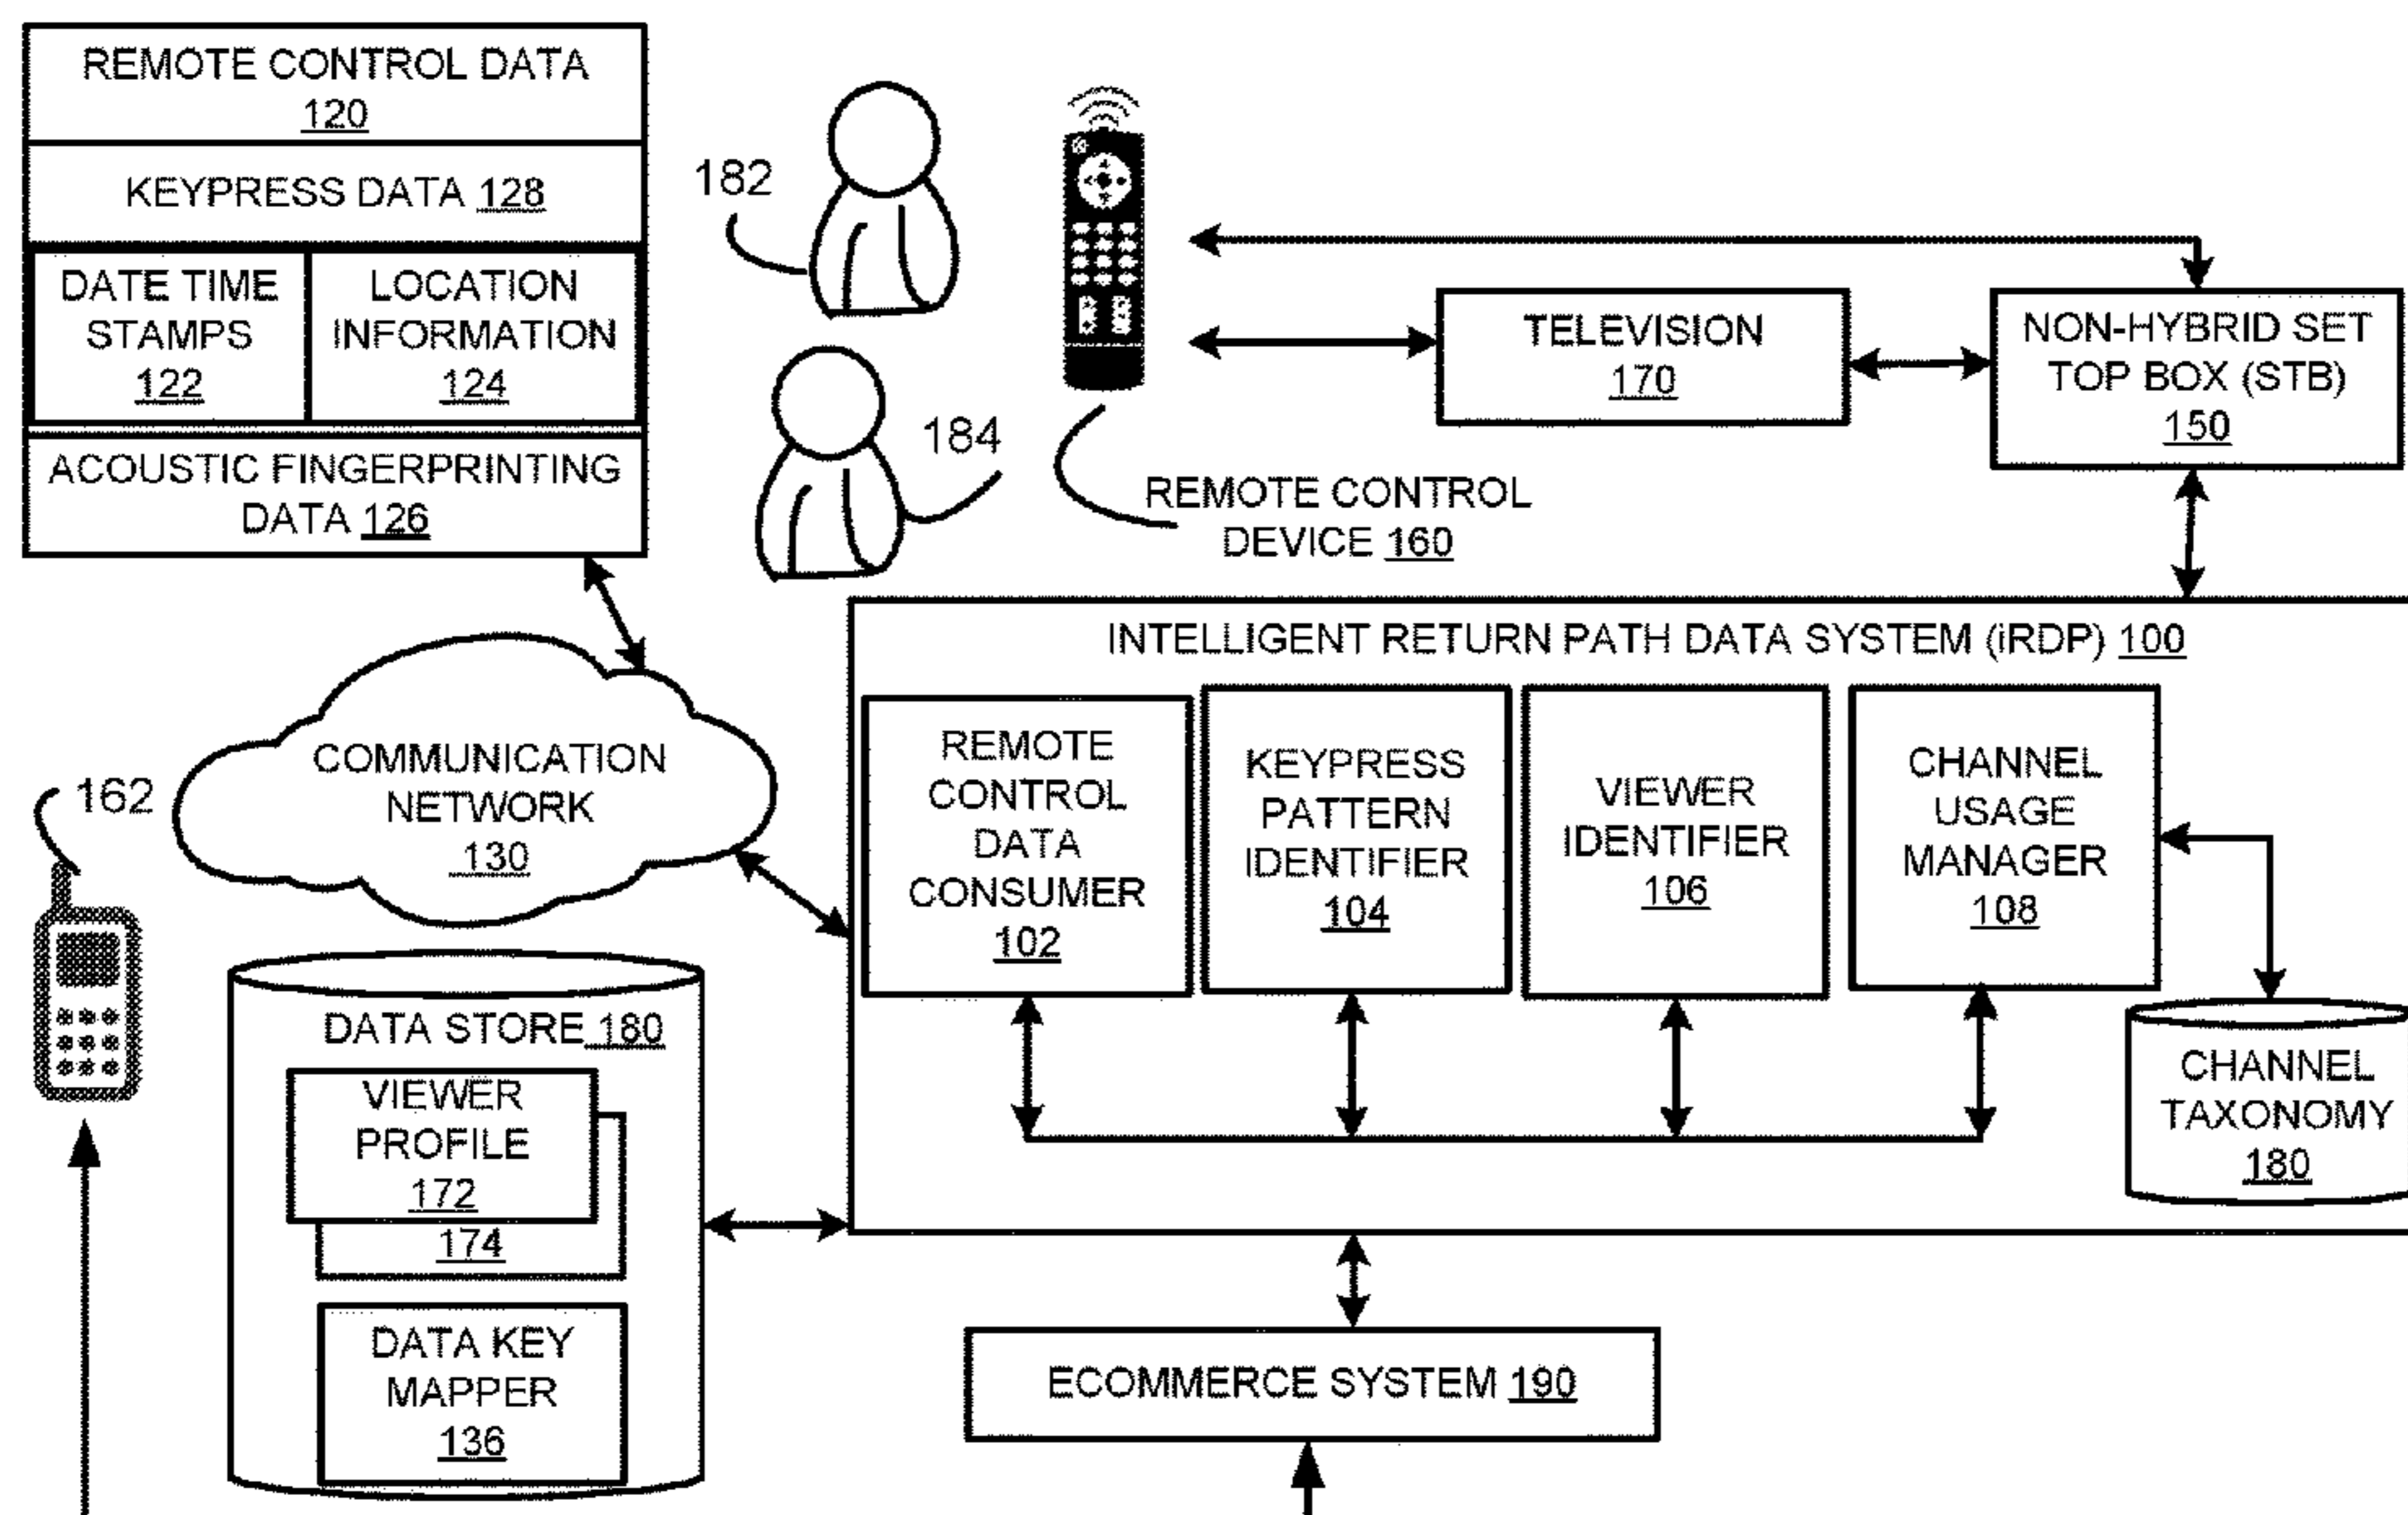 REMOTE CONTROL DATA
120
KEYPRESS DATA 128
DATE TIME
STAMPS
122
LOCATION
INFORMATION
124
ACOUSTIC FINGERPRINTING
DATA 126
182
184
REMOTE CONTROL
DEVICE 160
TELEVISION
170
NON-HYBRID SET
TOP BOX (STB)
150
COMMUNICATION
NETWORK
130
162
INTELLIGENT RETURN PATH DATA SYSTEM (iRDP) 100
REMOTE
CONTROL
DATA
CONSUMER
102
KEYPRESS
PATTERN
IDENTIFIER
104
VIEWER
IDENTIFIER
106
CHANNEL
USAGE
MANAGER
108
CHANNEL
TAXONOMY
180
DATA STORE 180
VIEWER
PROFILE
172
174
DATA KEY
MAPPER
136
ECOMMERCE SYSTEM 190